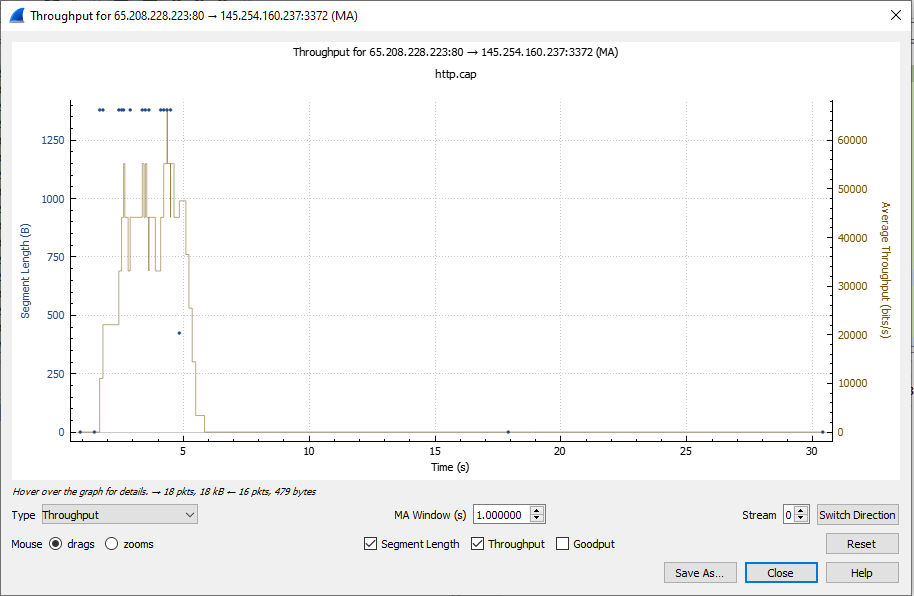 Throughput for 65.208.228.223:80 → 145.254.160.237:3372 (MA)
Throughput for 65.208.228.223:80 → 145.254.160.237:3372 (MA)
http.cap
Segment Length (B)
1250
1000
750
500
250
0
60000
50000
40000
30000
20000
10000
0
Average Throughput (bits/s)
5 10 15 20 25 30
Time (s)
Hover over the graph for details. → 18 pkts, 18 kB ← 16 pkts, 479 bytes
Type Throughput MA Window (s) 1.000000 Stream 0 Switch Direction
Mouse drags zooms Segment Length Throughput Goodput Reset
Save As... Close Help